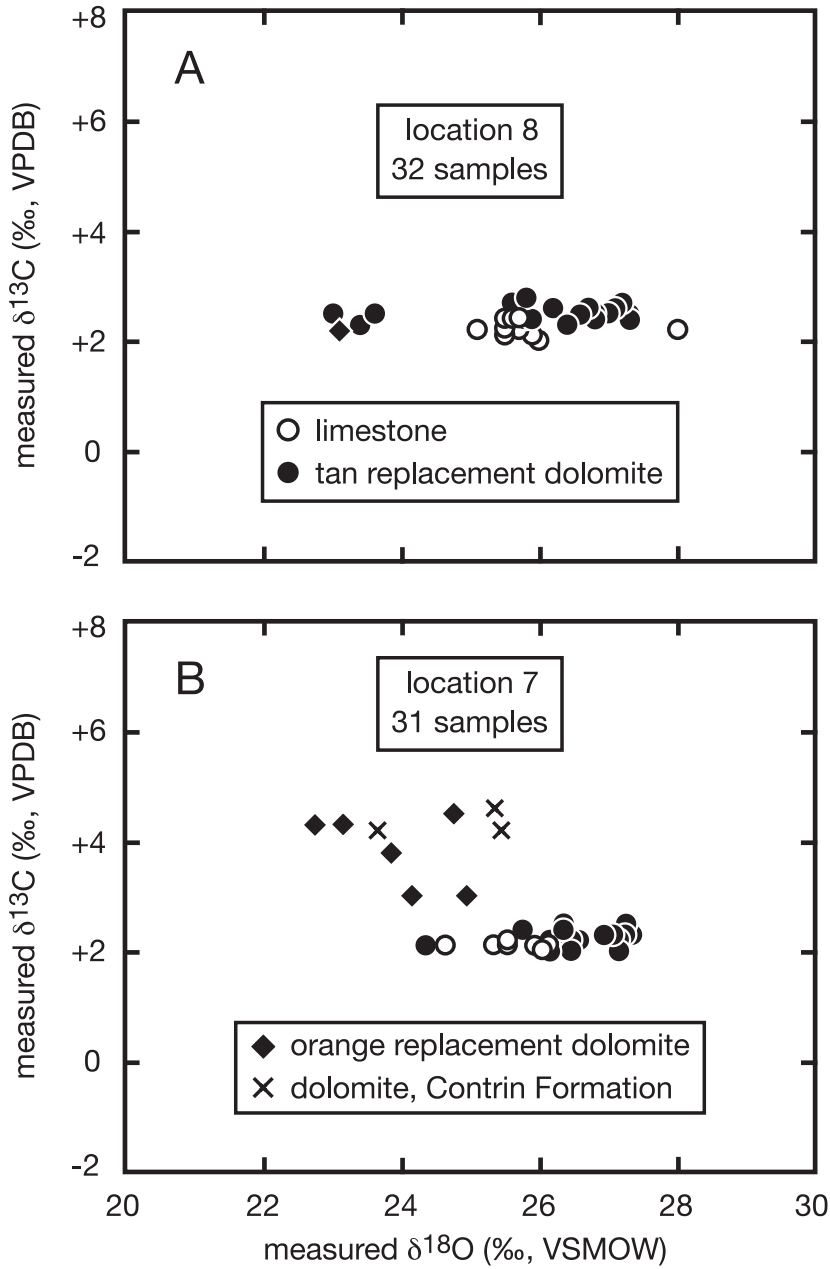 +8
+6
+4
+2
0
-2
measured δ13C (‰, VPDB)
A
location 8
32 samples
limestone
tan replacement dolomite
+8
+6
+4
+2
0
-2
measured δ13C (‰, VPDB)
B
location 7
31 samples
orange replacement dolomite
dolomite, Contrin Formation
20 22 24 26 28 30
measured δ18O (‰, VSMOW)